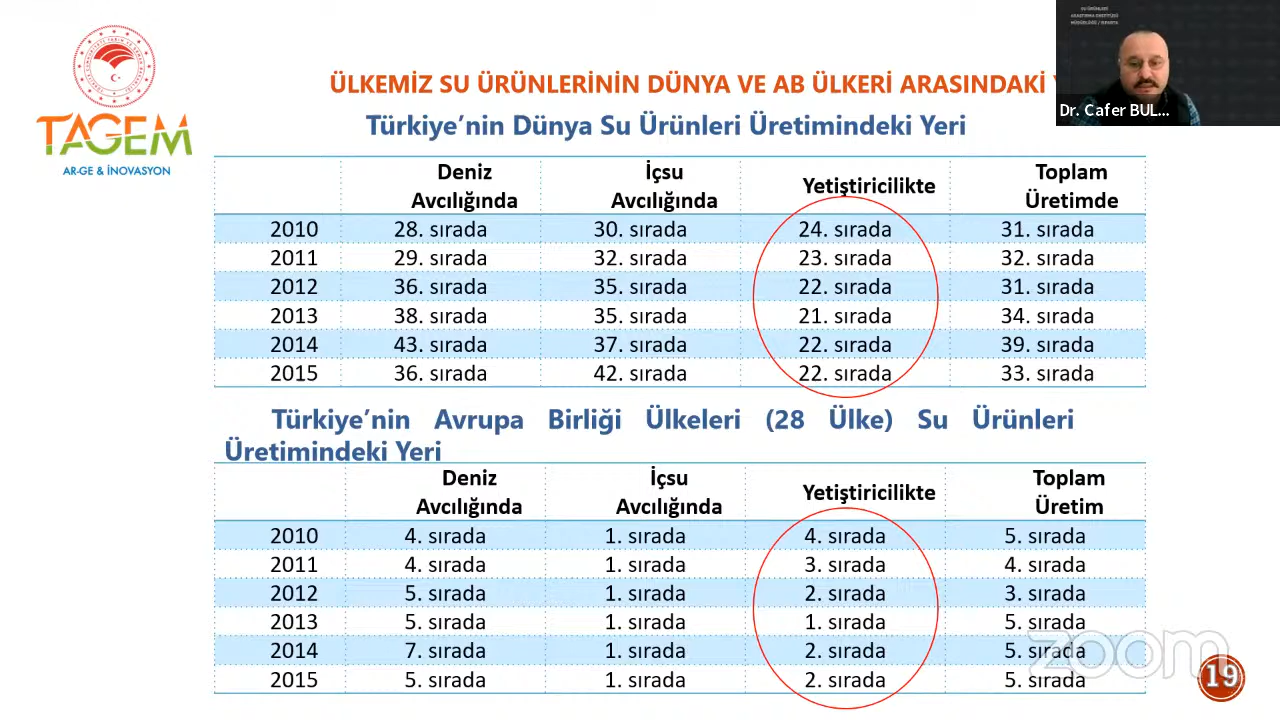 SU ÜRÜNLERİ
ARAŞTIRMA ENSTİTÜSÜ
MÜDÜRLÜĞÜ / ISPARTA
Dr. Cafer BUL...
TAGEM
AR-GE & İNOVASYON
ÜLKEMİZ SU ÜRÜNLERİNİN DÜNYA VE AB ÜLKERİ ARASINDAKİ
Türkiye’nin Dünya Su Ürünleri Üretimindeki Yeri
Deniz Avcılığında İçsu Avcılığında Yetiştiricilikte Toplam Üretimde
2010 28. sırada 30. sırada 24. sırada 31. sırada
2011 29. sırada 32. sırada 23. sırada 32. sırada
2012 36. sırada 35. sırada 22. sırada 31. sırada
2013 38. sırada 35. sırada 21. sırada 34. sırada
2014 43. sırada 37. sırada 22. sırada 39. sırada
2015 36. sırada 42. sırada 22. sırada 33. sırada
Türkiye’nin Avrupa Birliği Ülkeleri (28 Ülke) Su Ürünleri
Üretimindeki Yeri
Deniz Avcılığında İçsu Avcılığında Yetiştiricilikte Toplam Üretim
2010 4. sırada 1. sırada 4. sırada 5. sırada
2011 4. sırada 1. sırada 3. sırada 4. sırada
2012 5. sırada 1. sırada 2. sırada 3. sırada
2013 5. sırada 1. sırada 1. sırada 5. sırada
2014 7. sırada 1. sırada 2. sırada 5. sırada
2015 5. sırada 1. sırada 2. sırada 5. sırada
zoom
19